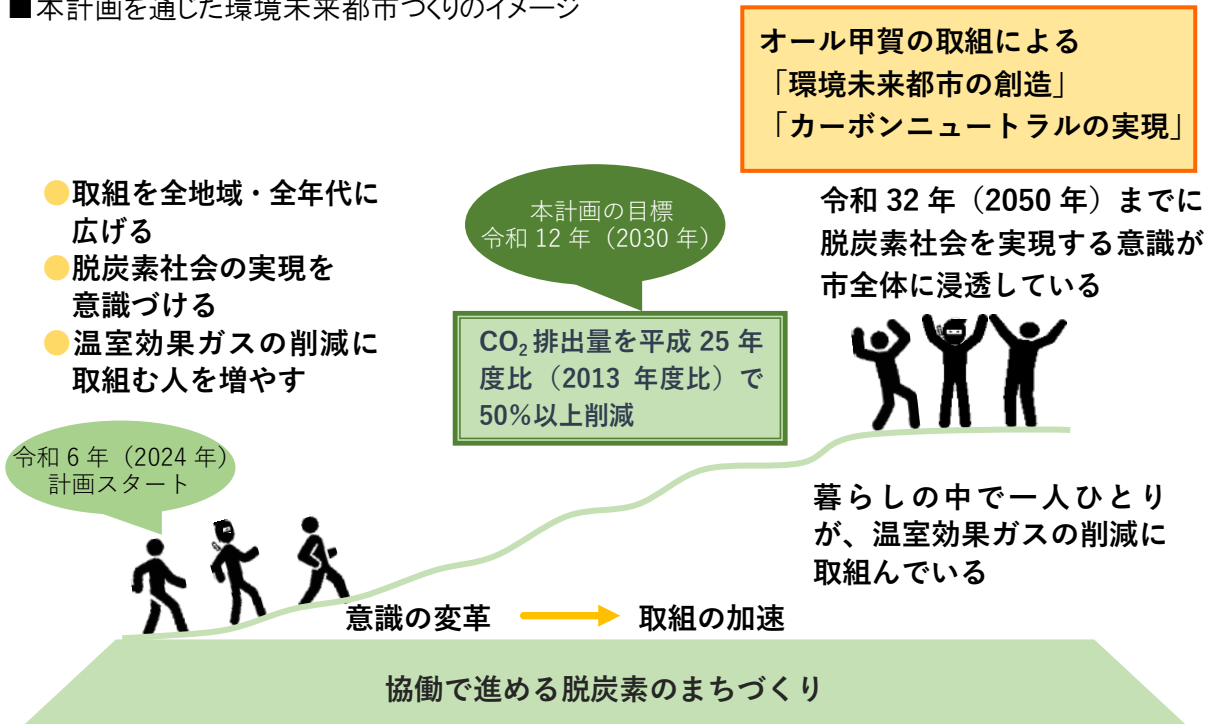 ■本計画を通じた環境未来都市づくりのイメージ
オール甲賀の取組による
「環境未来都市の創造」
「カーボンニュートラルの実現」
●取組を全地域・全年代に
広げる
●脱炭素社会の実現を
意識づける
●温室効果ガスの削減に
取組む人を増やす
本計画の目標
令和 12 年（2030 年）
CO₂排出量を平成 25 年
度比（2013 年度比）で
50％以上削減
令和 32 年（2050 年）までに
脱炭素社会を実現する意識が
市全体に浸透している
令和 6 年（2024 年）
計画スタート
暮らしの中で一人ひとり
が、温室効果ガスの削減に
取組んでいる
意識の変革
取組の加速
協働で進める脱炭素のまちづくり